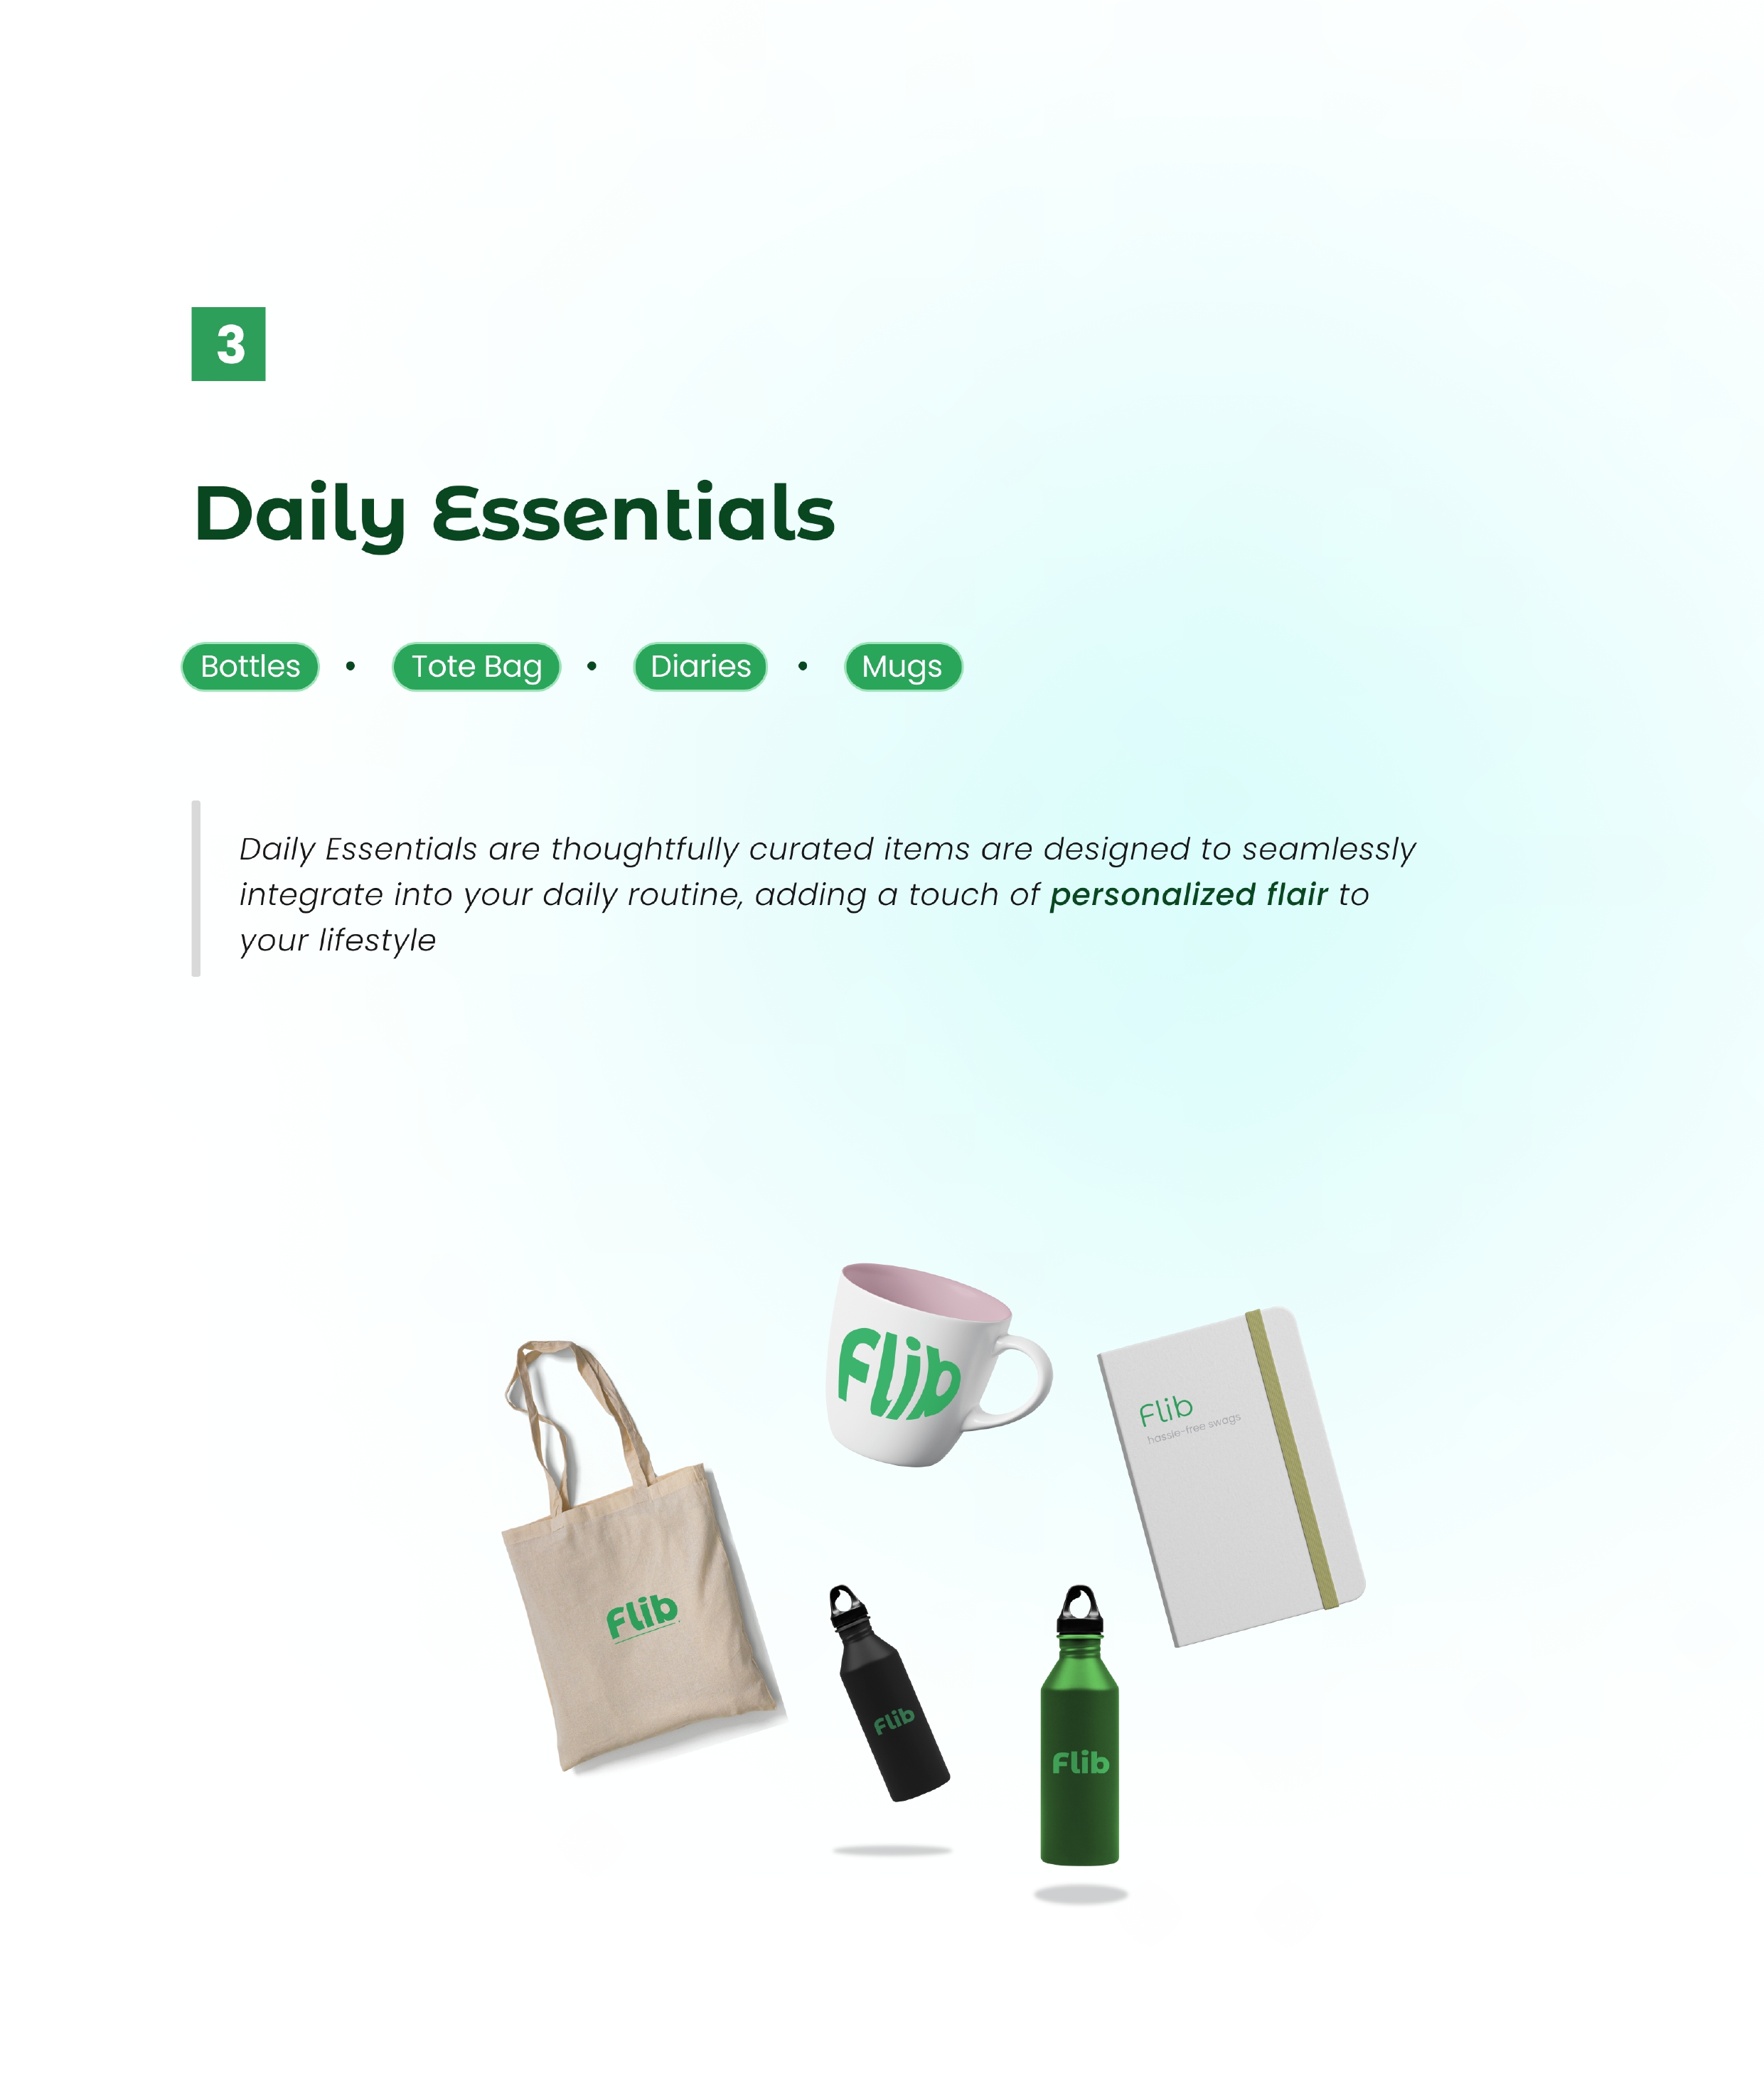 3
Daily Essentials
Bottles • Tote Bag • Diaries • Mugs
Daily Essentials are thoughtfully curated items are designed to seamlessly
integrate into your daily routine, adding a touch of personalized flair to
your lifestyle
Flib
Flib
hassle-free swags
Flib
Flib
Flib